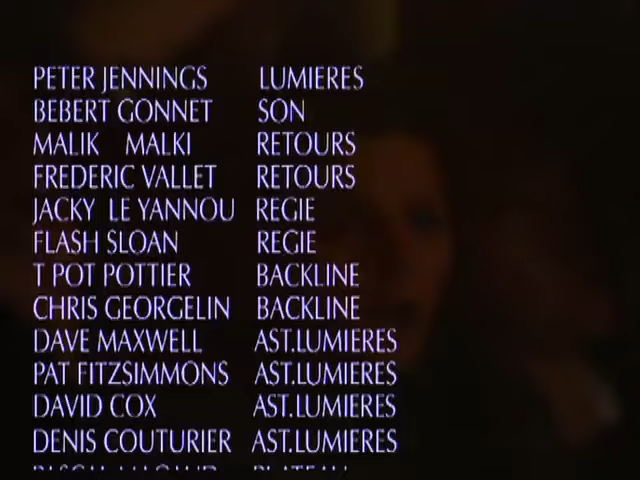 PETER JENNINGS LUMIERES
BEBERT GONNET SON
MALIK MALKI RETOURS
FREDERIC VALLET RETOURS
JACKY LE YANNOU REGIE
FLASH SLOAN REGIE
T POT POTTIER BACKLINE
CHRIS GEORGELIN BACKLINE
DAVE MAXWELL AST.LUMIERES
PAT FITZSIMMONS AST.LUMIERES
DAVID COX AST.LUMIERES
DENIS COUTURIER AST.LUMIERES